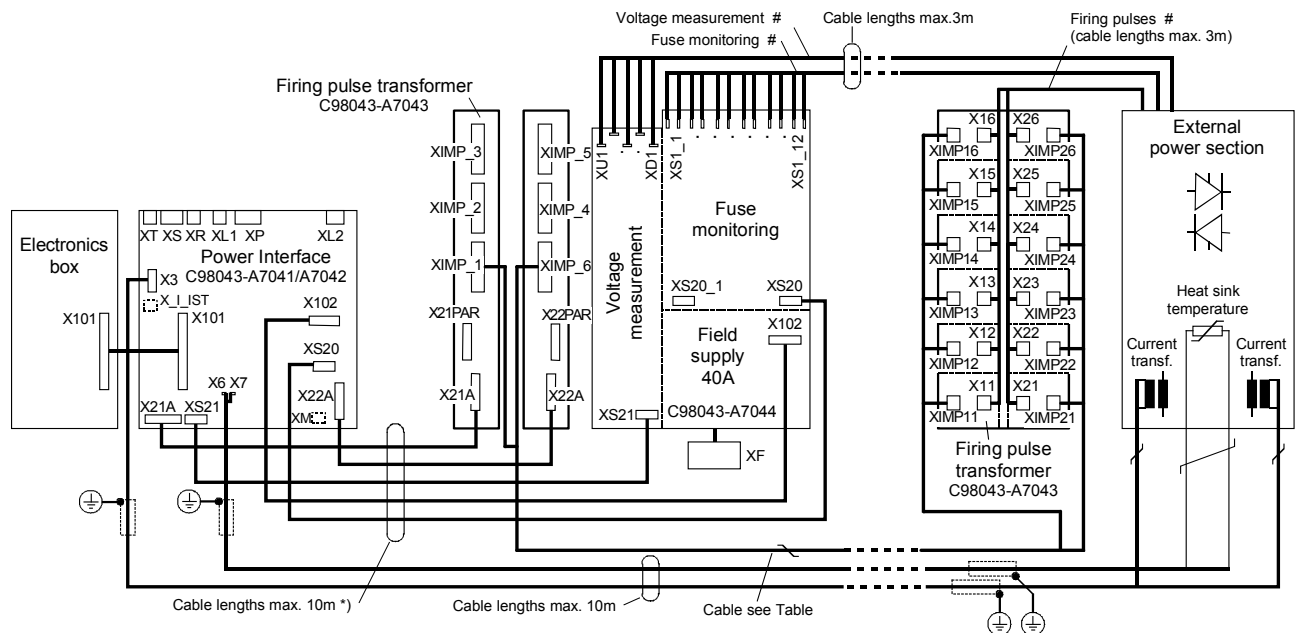 Voltage measurement #
Fuse monitoring #
Cable lengths max.3m
Firing pulses #
(cable lengths max. 3m)
Firing pulse transformer
C98043-A7043
XIMP_3
XIMP_2
XIMP_1
X21PAR
X21A
XIMP_5
XIMP_4
XIMP_6
X22PAR
X22A
XU1
XD1
XS1_1
XS1_12
Voltage
measurement
Fuse
monitoring
XS20_1
XS20
X102
Field
supply
40A
XS21
C98043-A7044
XF
Electronics
box
X101
XT XS XR XL1 XP XL2
Power Interface
C98043-A7041/A7042
X3
X_I_IST
X101
X102
XS20
X6 X7
X22A
X21A XS21
XM
X16 X26
XIMP16 XIMP26
X15 X25
XIMP15 XIMP25
X14 X24
XIMP14 XIMP24
X13 X23
XIMP13 XIMP23
X12 X22
XIMP12 XIMP22
X11 X21
XIMP11 XIMP21
Firing pulse
transformer
C98043-A7043
External
power section
Heat sink
temperature
Current
transf.
Current
transf.
Cable lengths max. 10m *)
Cable lengths max. 10m
Cable see Table